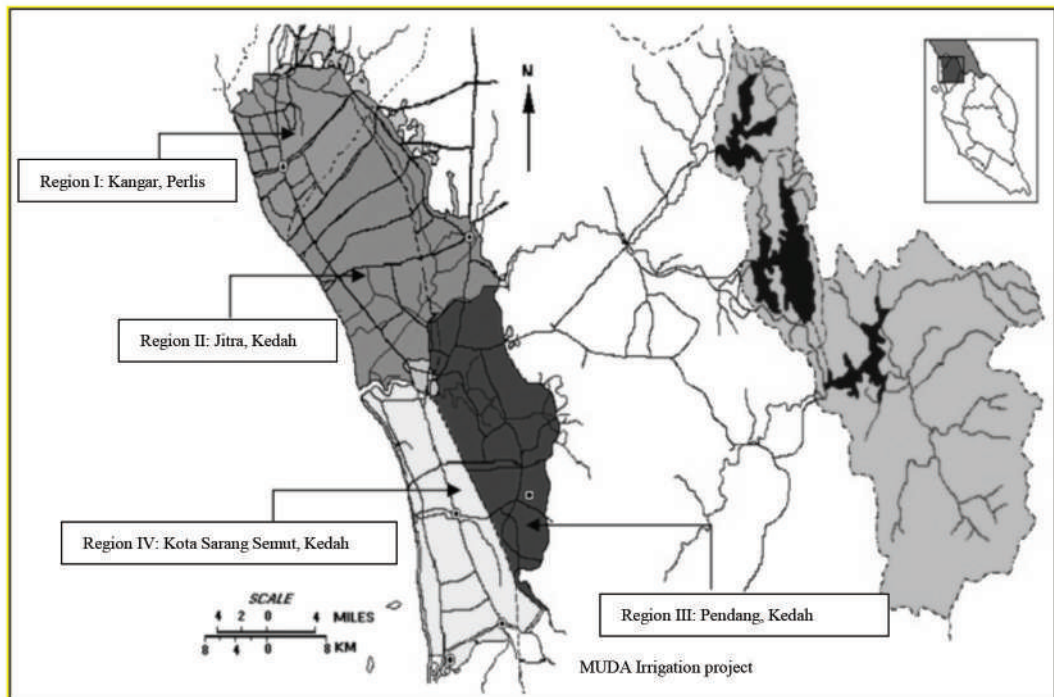 N
Region I: Kangar, Perlis
Region II: Jitra, Kedah
Region IV: Kota Sarang Semut, Kedah
Region III: Pendang, Kedah
SCALE
4 2 0 4 MILES
8 4 0 8 KM
MUDA Irrigation project